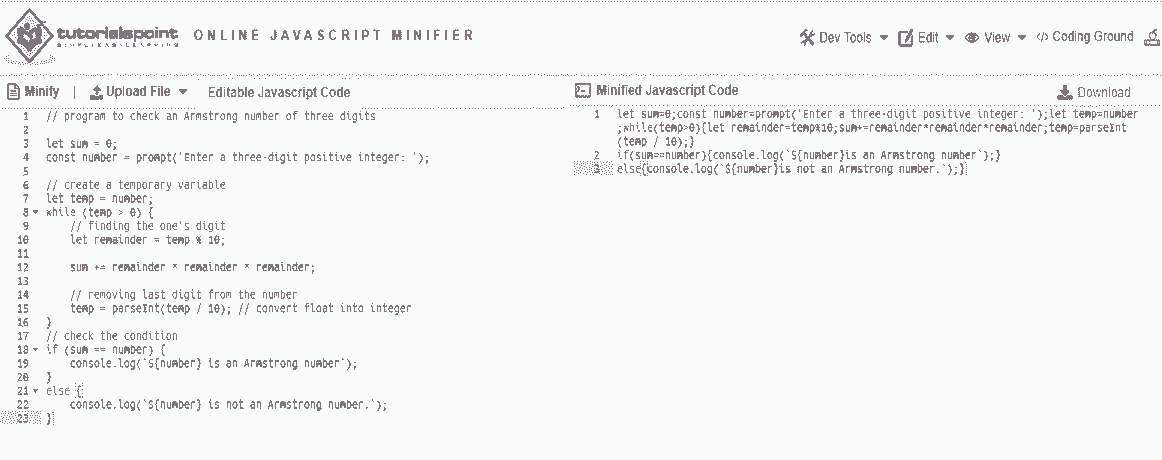 tutorialspoint
SIMPLYEASYLEARNING
ONLINE JAVASCRIPT MINIFIER
Dev Tools Edit View </> Coding Ground
Minify | Upload File Editable Javascript Code
1 // program to check an Armstrong number of three digits
2
3 let sum = 0;
4 const number = prompt('Enter a three-digit positive integer: ');
5
6 // create a temporary variable
7 let temp = number;
8 while (temp > 0) {
9 // finding the one's digit
10 let remainder = temp % 10;
11
12 sum += remainder * remainder * remainder;
13
14 // removing last digit from the number
15 temp = parseInt(temp / 10); // convert float into integer
16 }
17 // check the condition
18 if (sum == number) {
19 console.log(`${number} is an Armstrong number`);
20 }
21 else {
22 console.log(`${number} is not an Armstrong number.`);
23 }
Minified Javascript Code Download
1 let sum=0;const number=prompt('Enter a three-digit positive integer: ');let temp=number
;while(temp>0){let remainder=temp%10;sum+=remainder*remainder*remainder;temp=parseInt
(temp / 10);}
2 if(sum==number){console.log(`${number}is an Armstrong number`);}
3 else{console.log(`${number}is not an Armstrong number.`);}